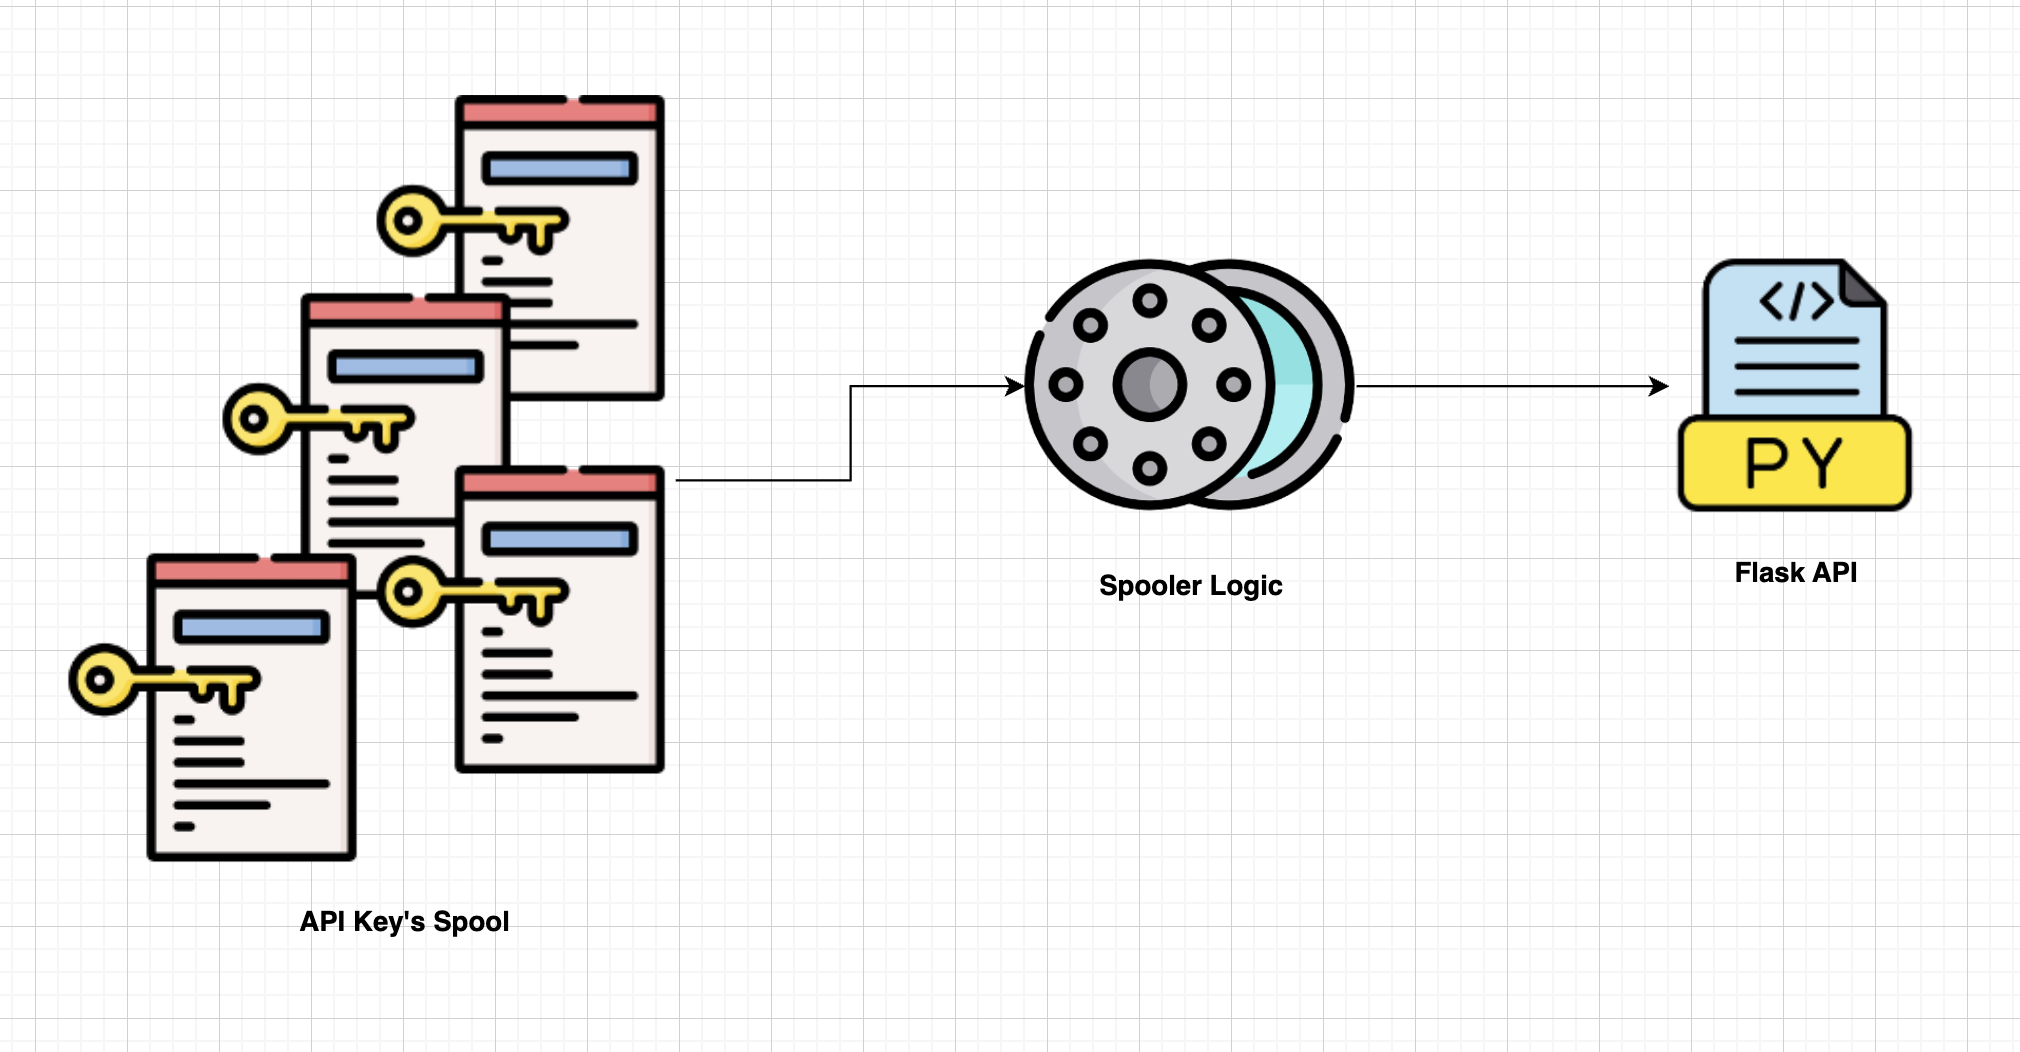 </>
PY
Spooler Logic
Flask API
API Key's Spool